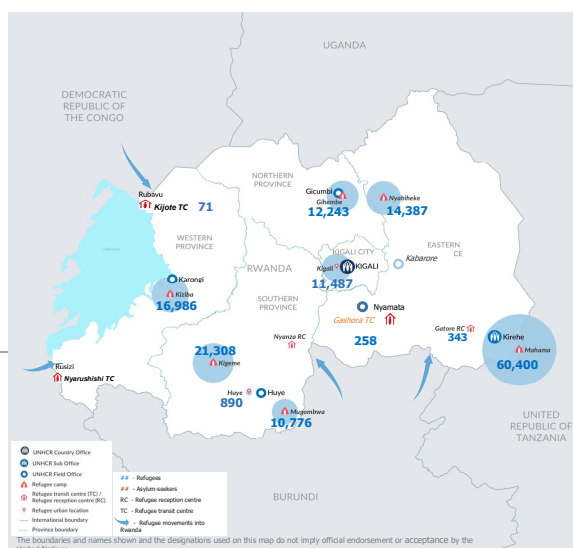 UGANDA
DEMOCRATIC
REPUBLIC OF
THE CONGO
NORTHERN
PROVINCE
Rubavu
Kijote TC 71
Gicumbi
Gihembe
12,243
Nyabiheke
14,387
WESTERN
PROVINCE
KIGALI CITY
EASTERN
CE
Kigali
KIGALI
11,487
Kabarore
RWANDA
Karongi
Kiziba
16,986
SOUTHERN
PROVINCE
Nyamata
Gashora TC
258
Nyanza RC
Gatore RC
343
Kirehe
Mahama
60,400
21,308
Kigeme
Rusizi
Nyarushishi TC
Huye
890
Huye
Mugombwa
10,776
UNITED
REPUBLIC OF
TANZANIA
BURUNDI
UNHCR Country Office
UNHCR Sub Office
UNHCR Field Office
Refugee camp
Refugee transit centre (TC) /
Refugee reception centre (RC)
Refugee urban location
International boundary
Province boundary
## - Refugees
## - Asylum-seekers
RC - Refugee reception centre
TC - Refugee transit centre
- Refugee movements into
Rwanda
The boundaries and names shown and the designations used on this map do not imply official endorsement or acceptance by the
United Nations